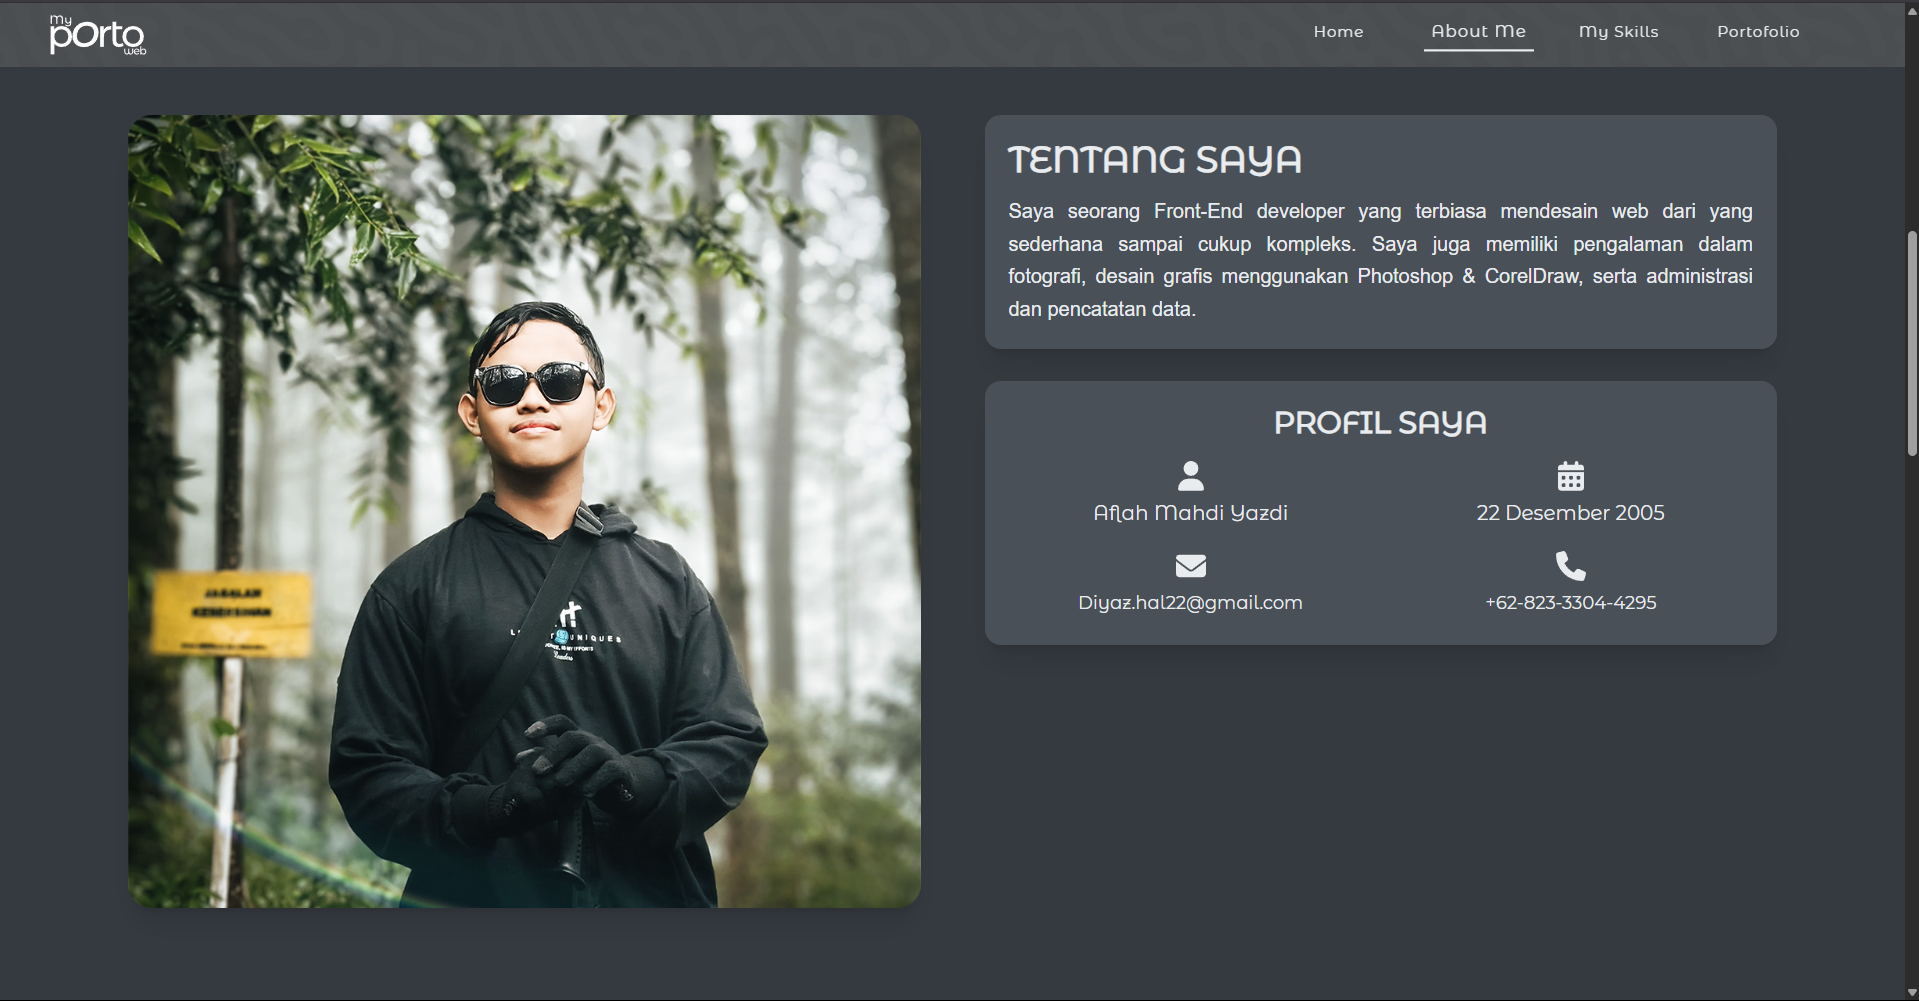 my
pOrto
web
Home
About Me
My Skills
Portofolio
TENTANG SAYA
Saya seorang Front-End developer yang terbiasa mendesain web dari yang
sederhana sampai cukup kompleks. Saya juga memiliki pengalaman dalam
fotografi, desain grafis menggunakan Photoshop & CorelDraw, serta administrasi
dan pencatatan data.
PROFIL SAYA
Aflah Mahdi Yazdi
22 Desember 2005
Diyaz.hal22@gmail.com
+62-823-3304-4295
KEBERSIHAN
UNIQUES